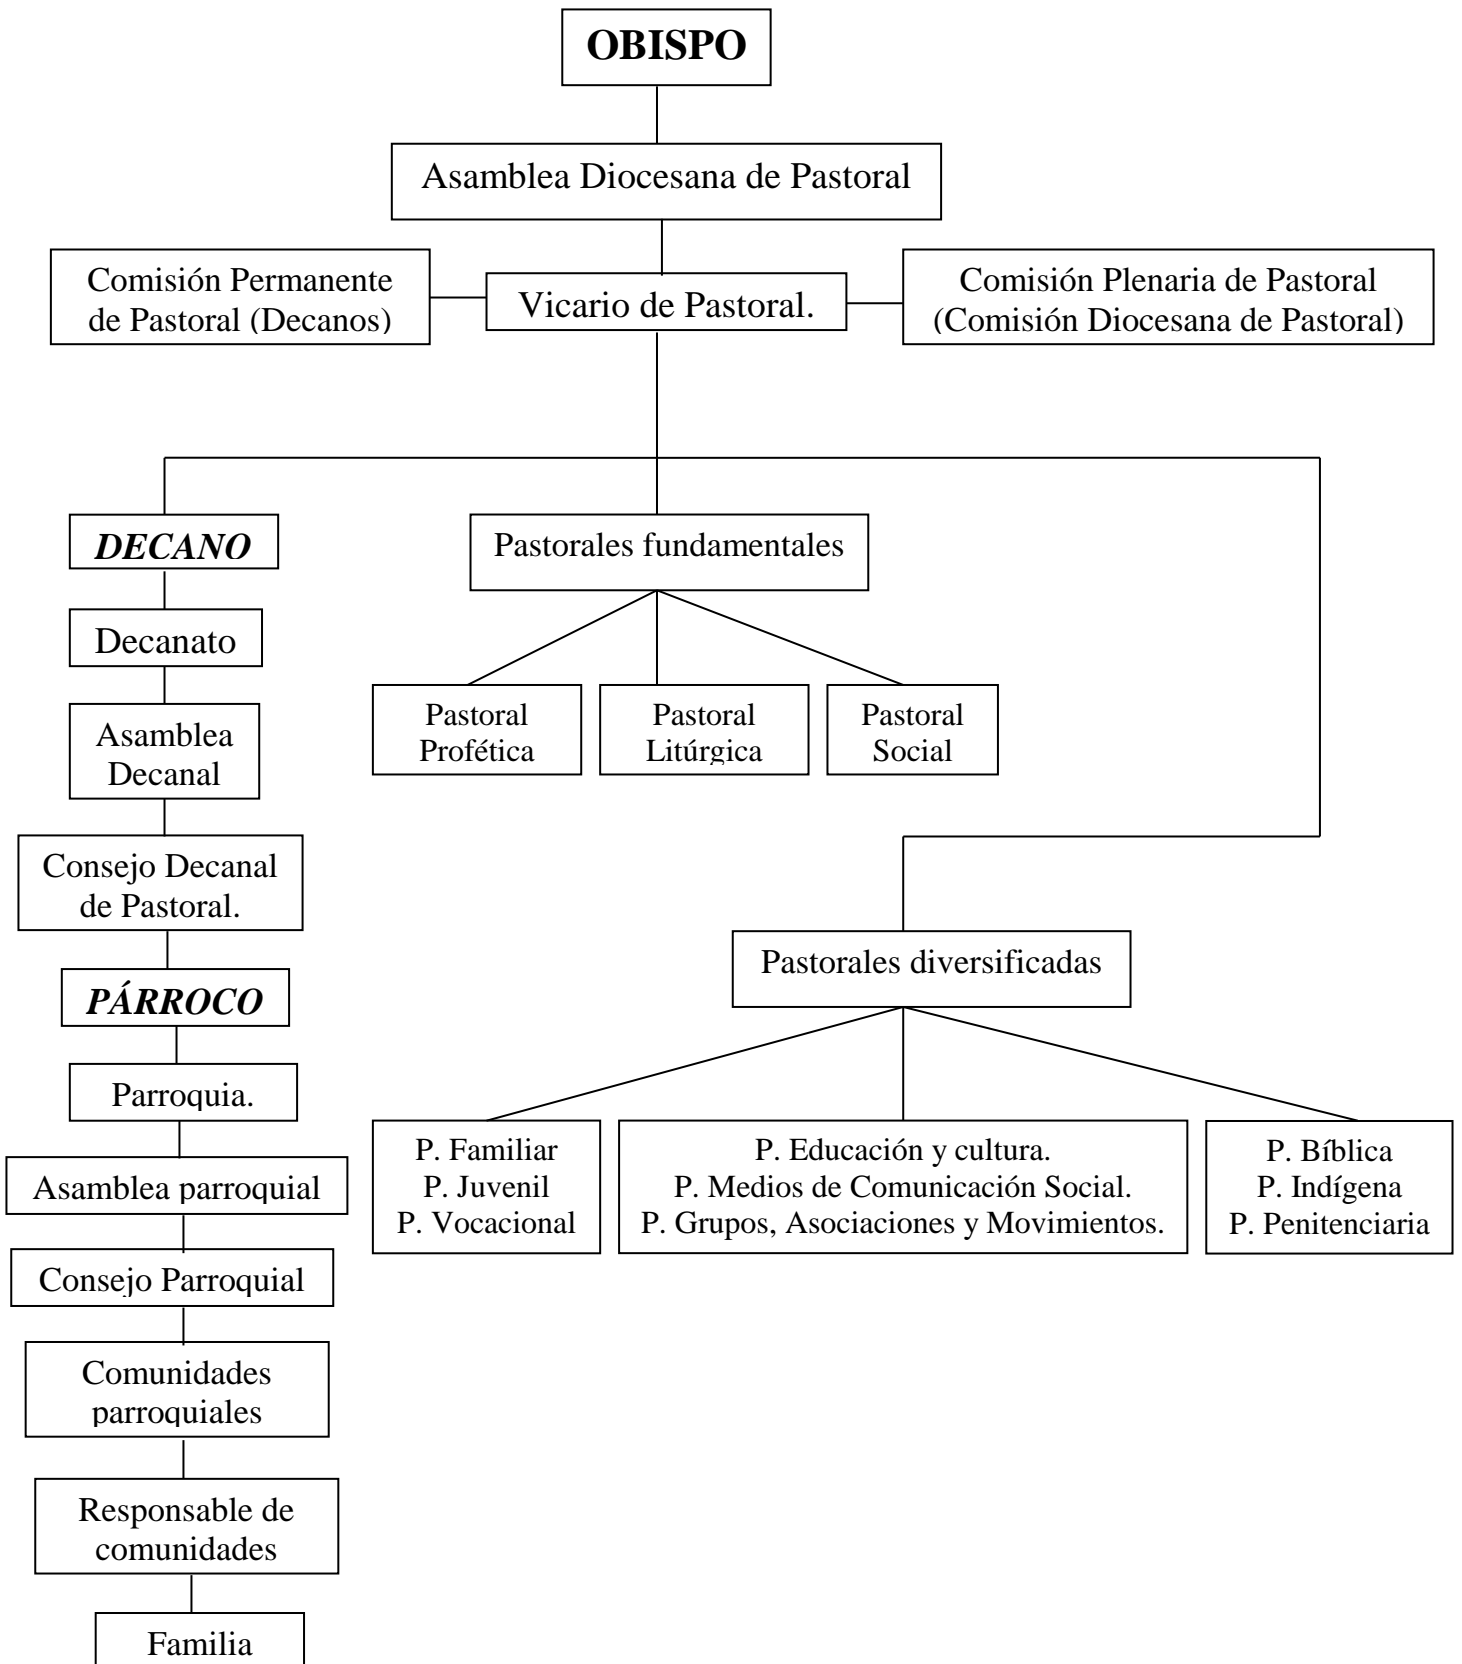 OBISPO
Asamblea Diocesana de Pastoral
Comisión Permanente
de Pastoral (Decanos)
Vicario de Pastoral.
Comisión Plenaria de Pastoral
(Comisión Diocesana de Pastoral)
DECANO
Decanato
Asamblea
Decanal
Consejo Decanal
de Pastoral.
PÁRROCO
Parroquia.
Asamblea parroquial
Consejo Parroquial
Comunidades
parroquiales
Responsable de
comunidades
Familia
Pastorales fundamentales
Pastoral
Profética
Pastoral
Litúrgica
Pastoral
Social
Pastorales diversificadas
P. Familiar
P. Juvenil
P. Vocacional
P. Educación y cultura.
P. Medios de Comunicación Social.
P. Grupos, Asociaciones y Movimientos.
P. Bíblica
P. Indígena
P. Penitenciaria